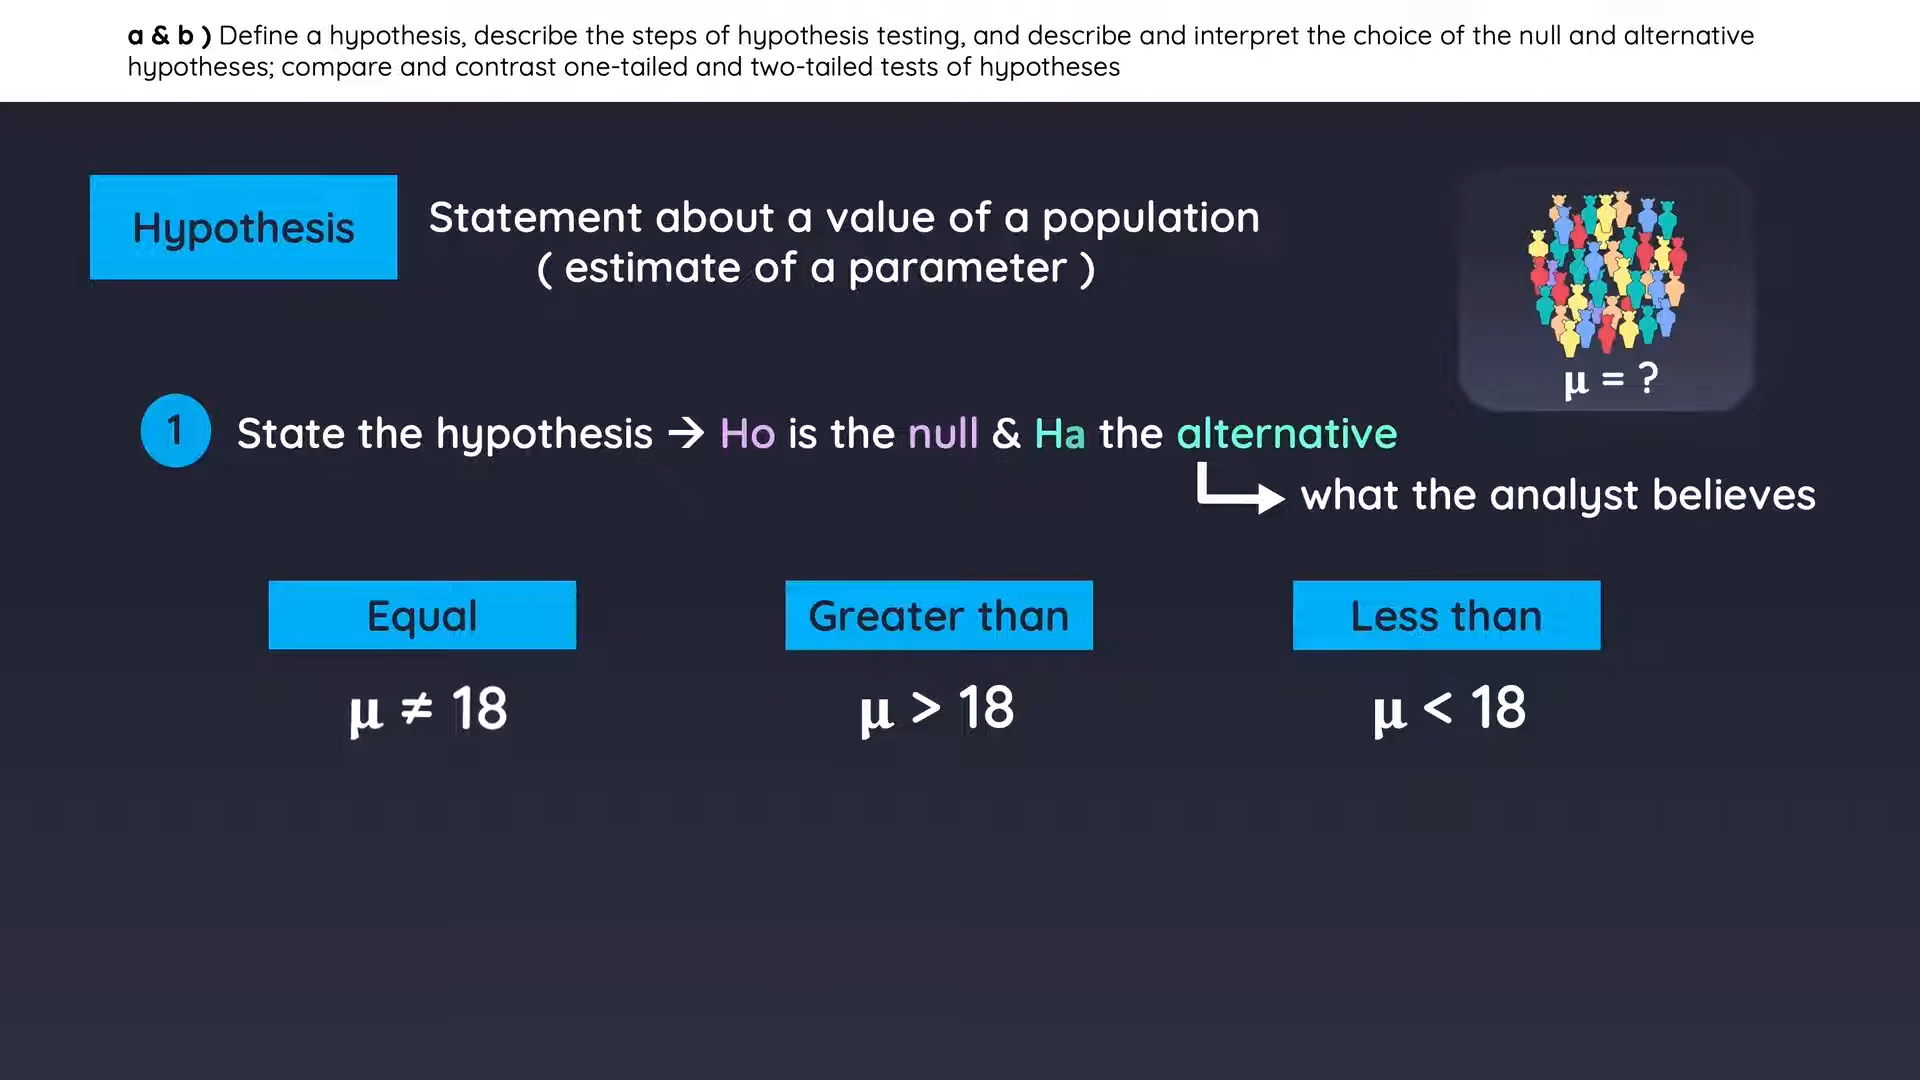 a & b ) Define a hypothesis, describe the steps of hypothesis testing, and describe and interpret the choice of the null and alternative
hypotheses; compare and contrast one-tailed and two-tailed tests of hypotheses
Hypothesis
Statement about a value of a population
( estimate of a parameter )
μ = ?
1 State the hypothesis → Ho is the null & Ha the alternative
what the analyst believes
Equal
Greater than
Less than
μ ≠ 18
μ > 18
μ < 18